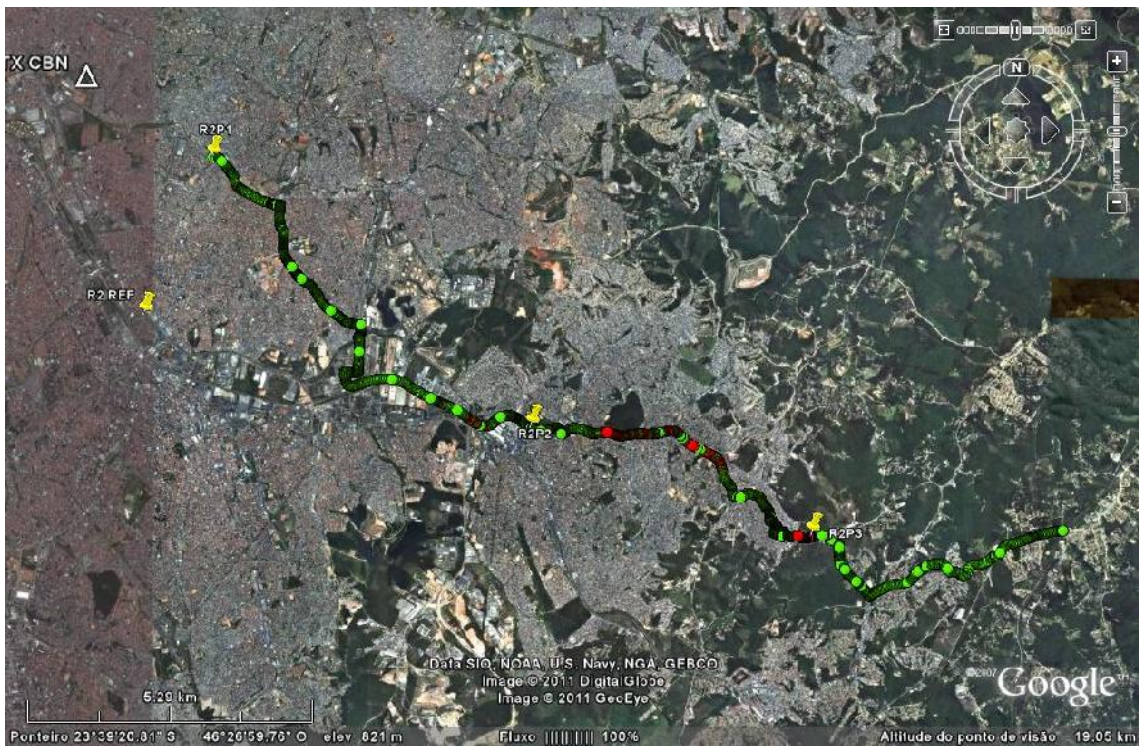 TX CBN
N
R2P1
R2 REF
R2P2
R2P3
Data SIO, NOAA, U.S. Navy, NGA, GEBCO
Image © 2011 DigitalGlobe
Image © 2011 GeoEye
©2007 Google
5.29 km
Ponteiro 23°39'20.81" S 46°26'59.76" O elev 821 m Fluxo 100% Altitude do ponto de visão 19.05 km